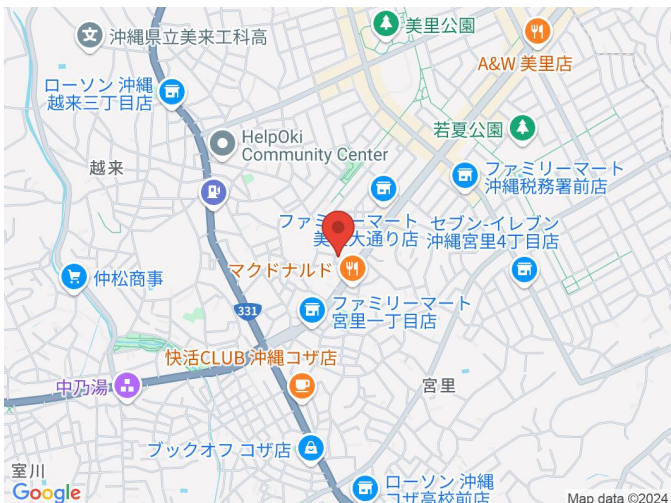 沖縄県立美来工科高
美里公園
A&W 美里店
ローソン 沖縄
越来三丁目店
HelpOki
Community Center
若夏公園
越来
ファミリーマート
沖縄税務署前店
ファミリーマート
美里大通り店
セブン-イレブン
沖縄宮里4丁目店
マクドナルド
仲松商事
331
ファミリーマート
宮里一丁目店
快活CLUB 沖縄コザ店
中乃湯
宮里
ブックオフ コザ店
室川
ローソン 沖縄
コザ高校前店
Google
Map data ©2024